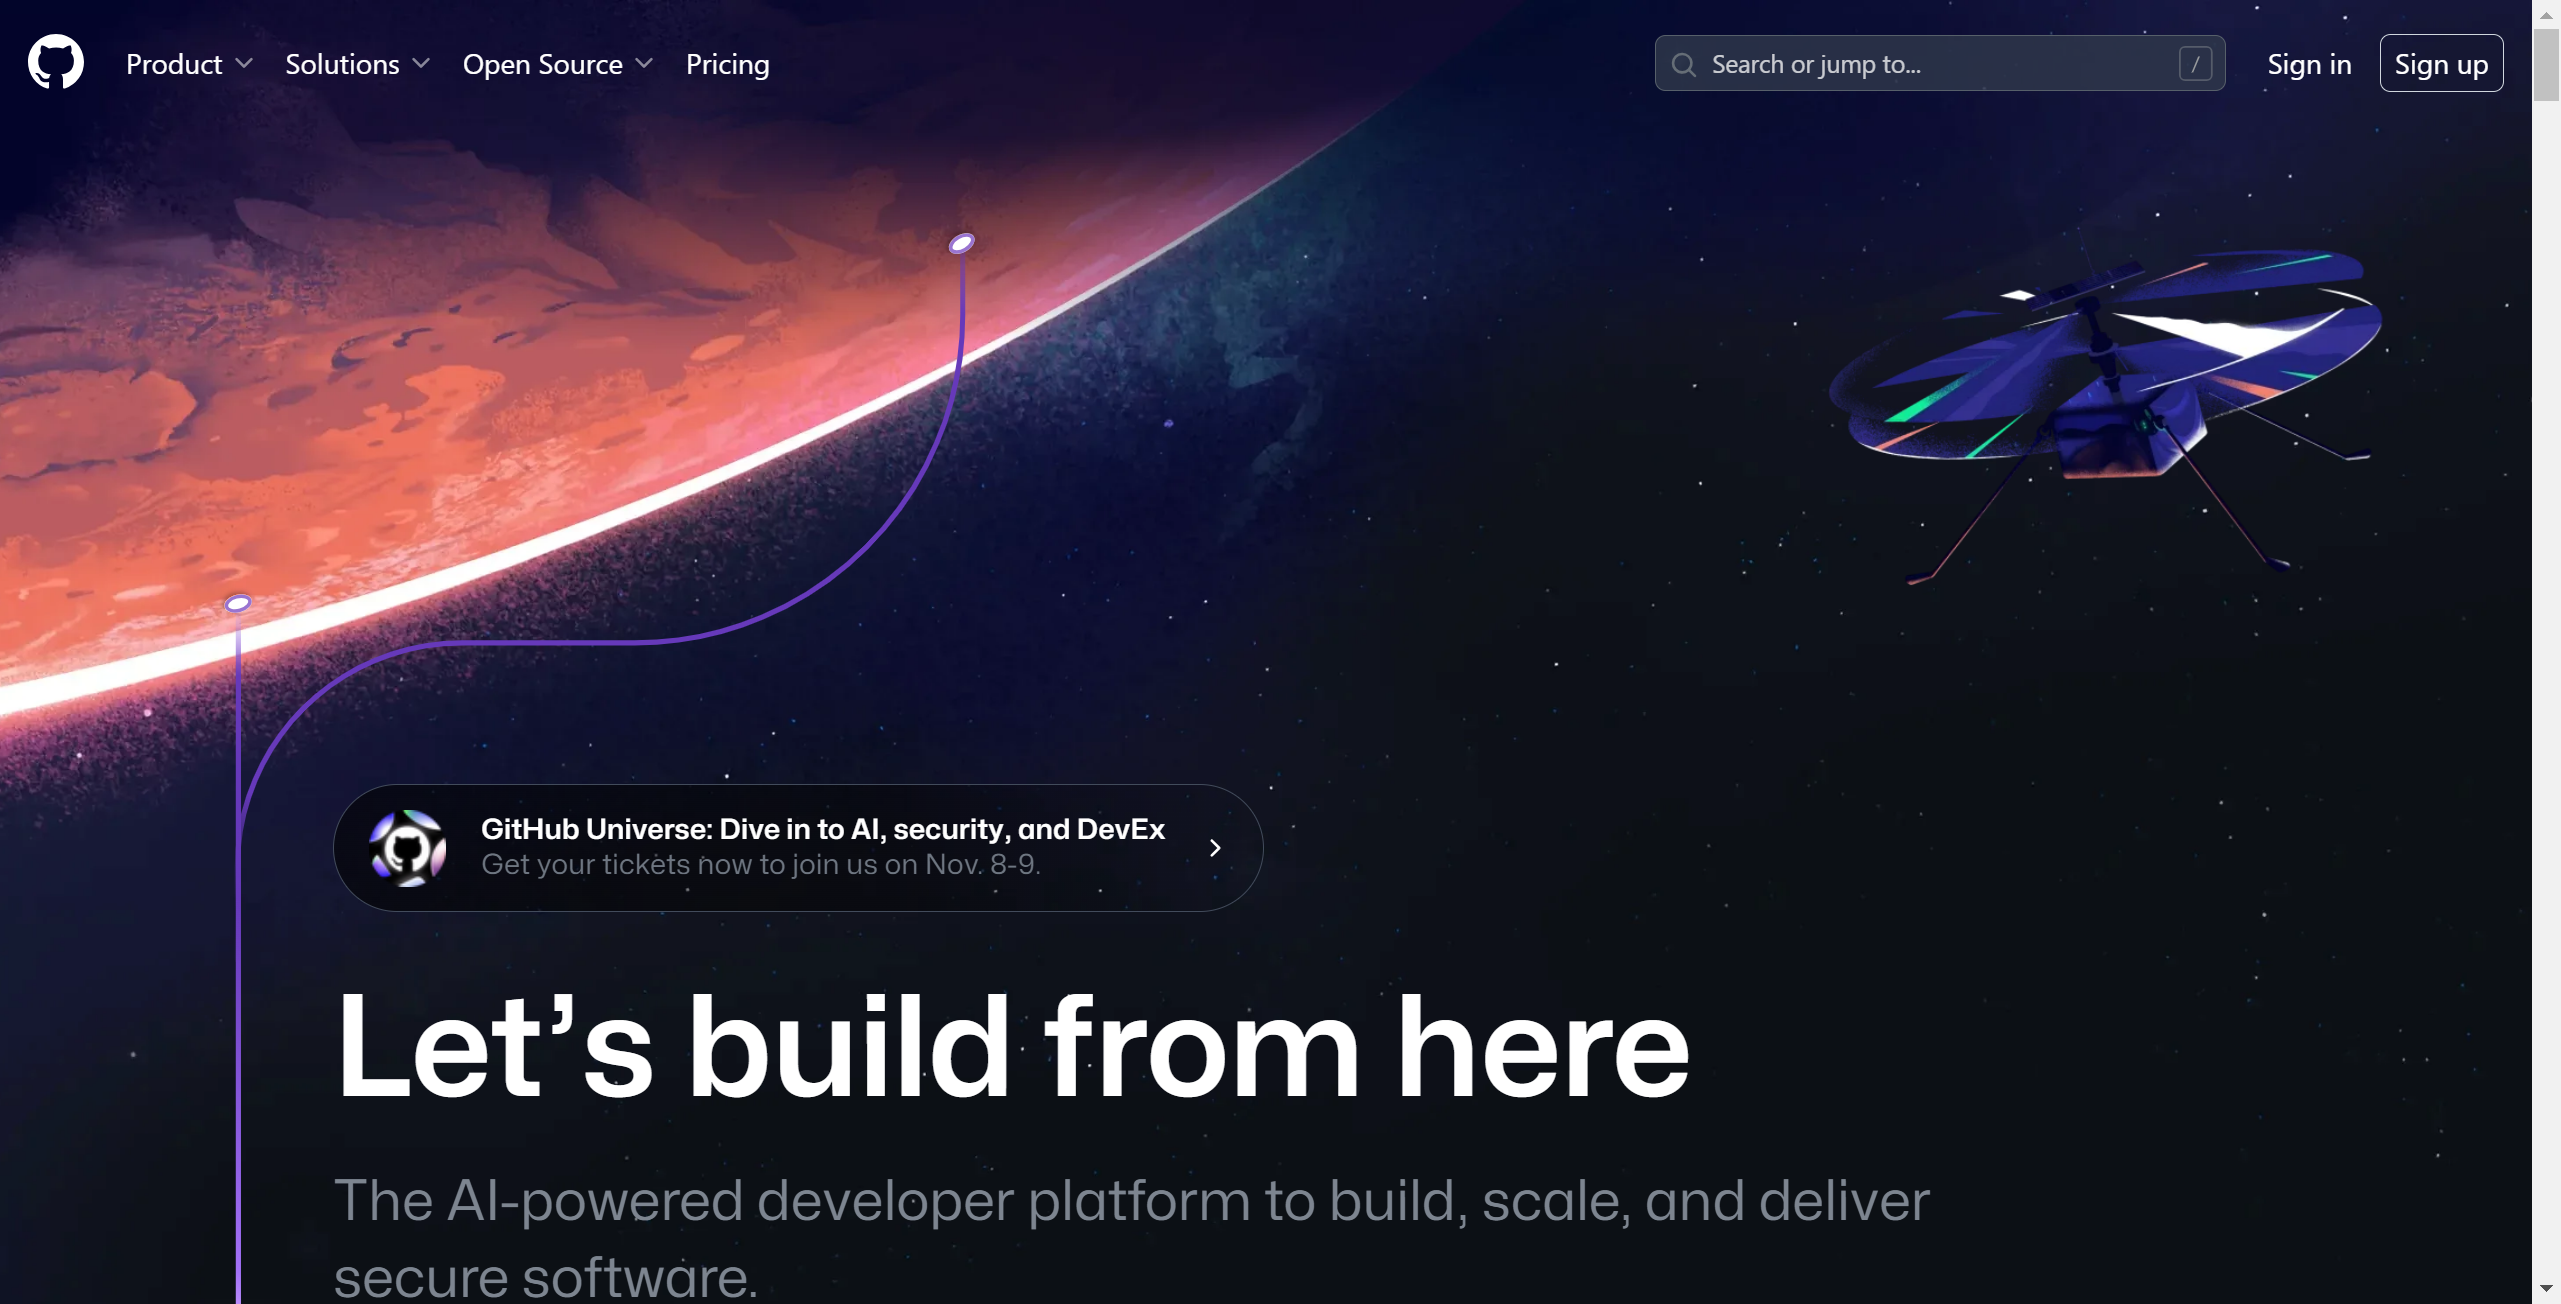 Product Solutions Open Source Pricing Search or jump to... / Sign in Sign up
GitHub Universe: Dive in to AI, security, and DevEx
Get your tickets now to join us on Nov. 8-9.
Let’s build from here
The AI-powered developer platform to build, scale, and deliver
secure software.